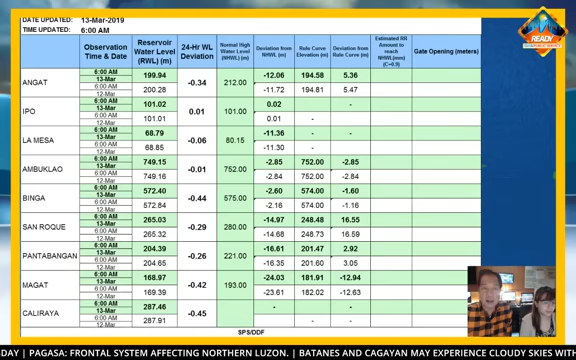 DATE UPDATED: 13-Mar-2019
TIME UPDATED: 6:00 AM
Observation Time & Date | Reservoir Water Level (RWL) (m) | 24-Hr WL Deviation | Normal High Water Level (NHWL) (m) | Deviation from NHWL (m) | Rule Curve Elevation (m) | Deviation from Rule Curve (m) | Estimated RR Amount to reach NHWL(mm) (C=0.9) | Gate Opening (meters)
ANGAT | 6:00 AM 13-Mar | 199.94 | -0.34 | 212.00 | -12.06 | 194.58 | 5.36
6:00 AM 12-Mar | 200.28 | -11.72 | 194.81 | 5.47
IPO | 6:00 AM 13-Mar | 101.02 | 0.01 | 101.00 | 0.02 | -
6:00 AM 12-Mar | 101.01 | 0.01 | -
LA MESA | 6:00 AM 13-Mar | 68.79 | -0.06 | 80.15 | -11.36
6:00 AM 12-Mar | 68.85 | -11.30 | -
AMBUKLAO | 6:00 AM 13-Mar | 749.15 | -0.01 | 752.00 | -2.85 | 752.00 | -2.85
6:00 AM 12-Mar | 749.16 | -2.84 | 752.00 | -2.84
BINGA | 6:00 AM 13-Mar | 572.40 | -0.44 | 575.00 | -2.60 | 574.00 | -1.60
6:00 AM 12-Mar | 572.84 | -2.16 | 574.00 | -1.16
SAN ROQUE | 6:00 AM 13-Mar | 265.03 | -0.29 | 280.00 | -14.97 | 248.48 | 16.55
6:00 AM 12-Mar | 265.32 | -14.68 | 248.73 | 16.59
PANTABANGAN | 6:00 AM 13-Mar | 204.39 | -0.26 | 221.00 | -16.61 | 201.47 | 2.92
6:00 AM 12-Mar | 204.65 | -16.35 | 201.60 | 3.05
MAGAT | 6:00 AM 13-Mar | 168.97 | -0.42 | 193.00 | -24.03 | 181.91 | -12.94
6:00 AM 12-Mar | 169.39 | -23.61 | 182.02 | -12.63
CALIRAYA | 6:00 AM 13-Mar | 287.46 | -0.45 | - | -
6:00 AM 12-Mar | 287.91 | - | -
SPS/DDF
READY
SDAY | PAGASA: FRONTAL SYSTEM AFFECTING NORTHERN LUZON. | BATANES AND CAGAYAN MAY EXPERIENCE CLOUDY SKIES WITH